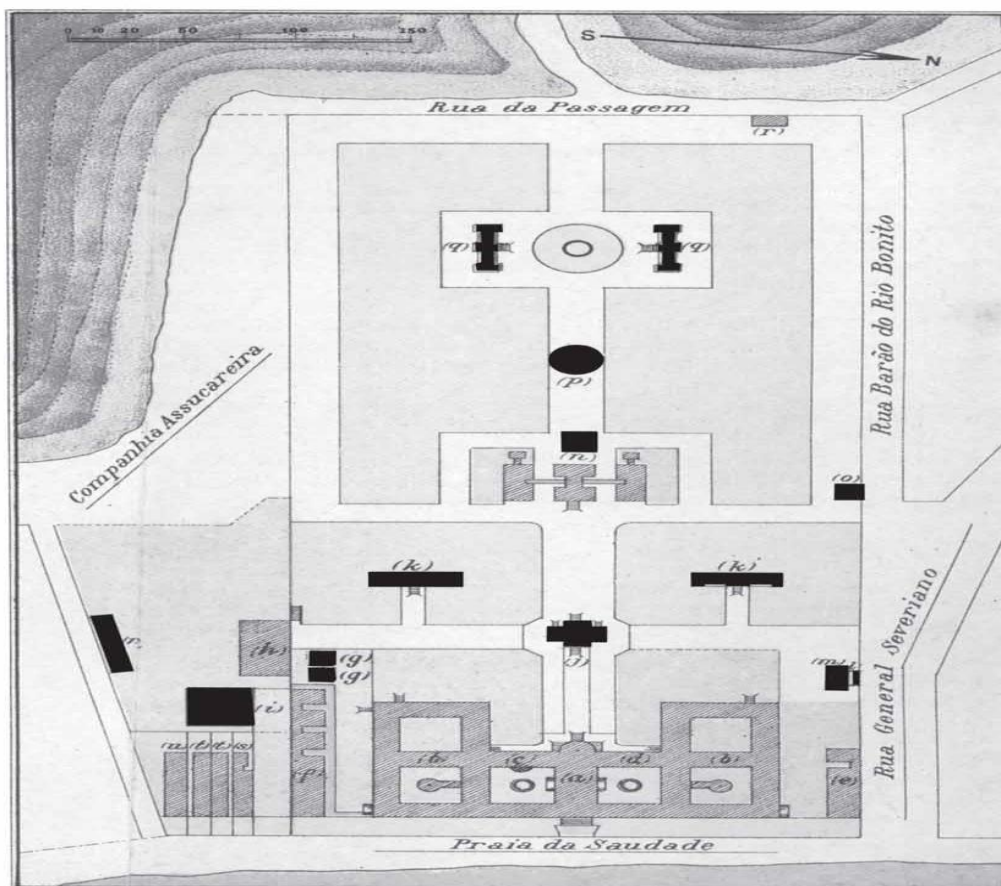 0 10 20 50 100 150
S
N
Rua da Passagem
(r)
(q)
(q)
Rua Barão do Rio Bonito
(p)
Companhia Assucareira
(n)
(o)
(k)
(k)
Rua General Severiano
(r)
(h)
(g)
(j)
(m)
(g)
(i)
(u) (t) (t) (s)
(f)
(b)
(c)
(a)
(d)
(b)
(e)
Praia da Saudade